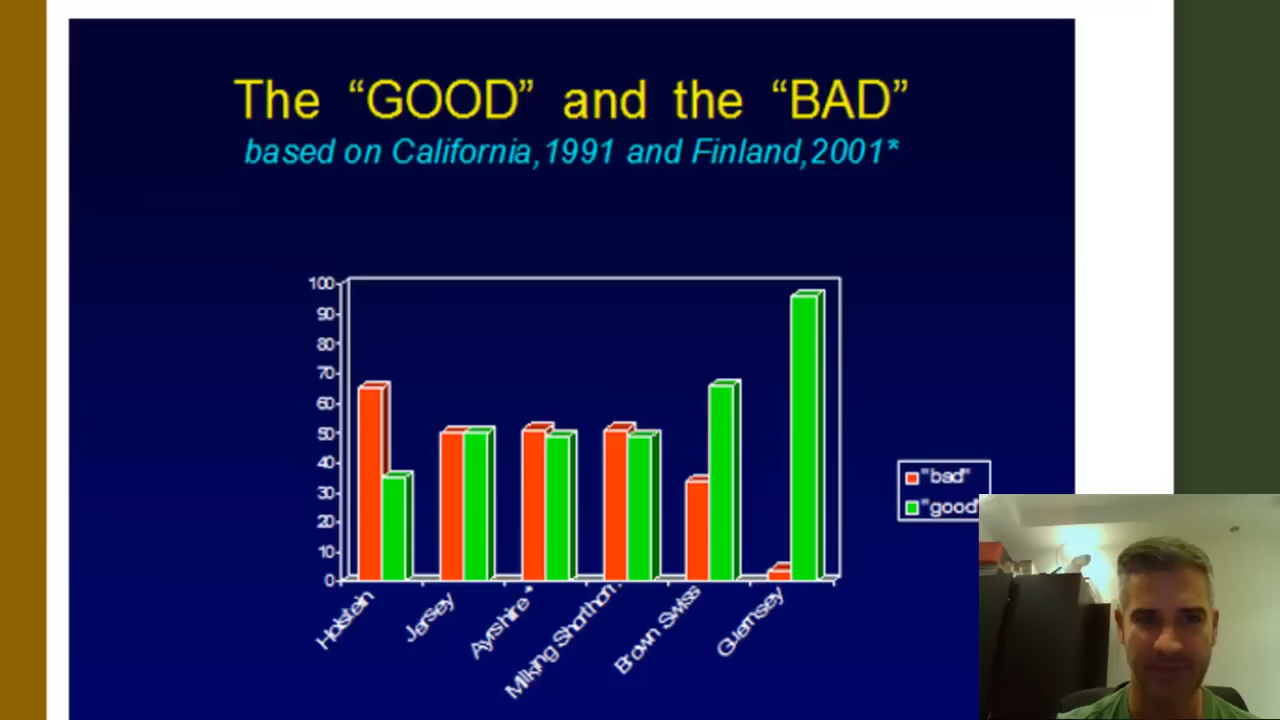 The “GOOD” and the “BAD”
based on California,1991 and Finland,2001*
100
90
80
70
60
50
40
30
20
10
0
Holstein
Jersey
Ayrshire *
Milking Shorthorn
Brown Swiss
Guernsey
"bad"
"good"